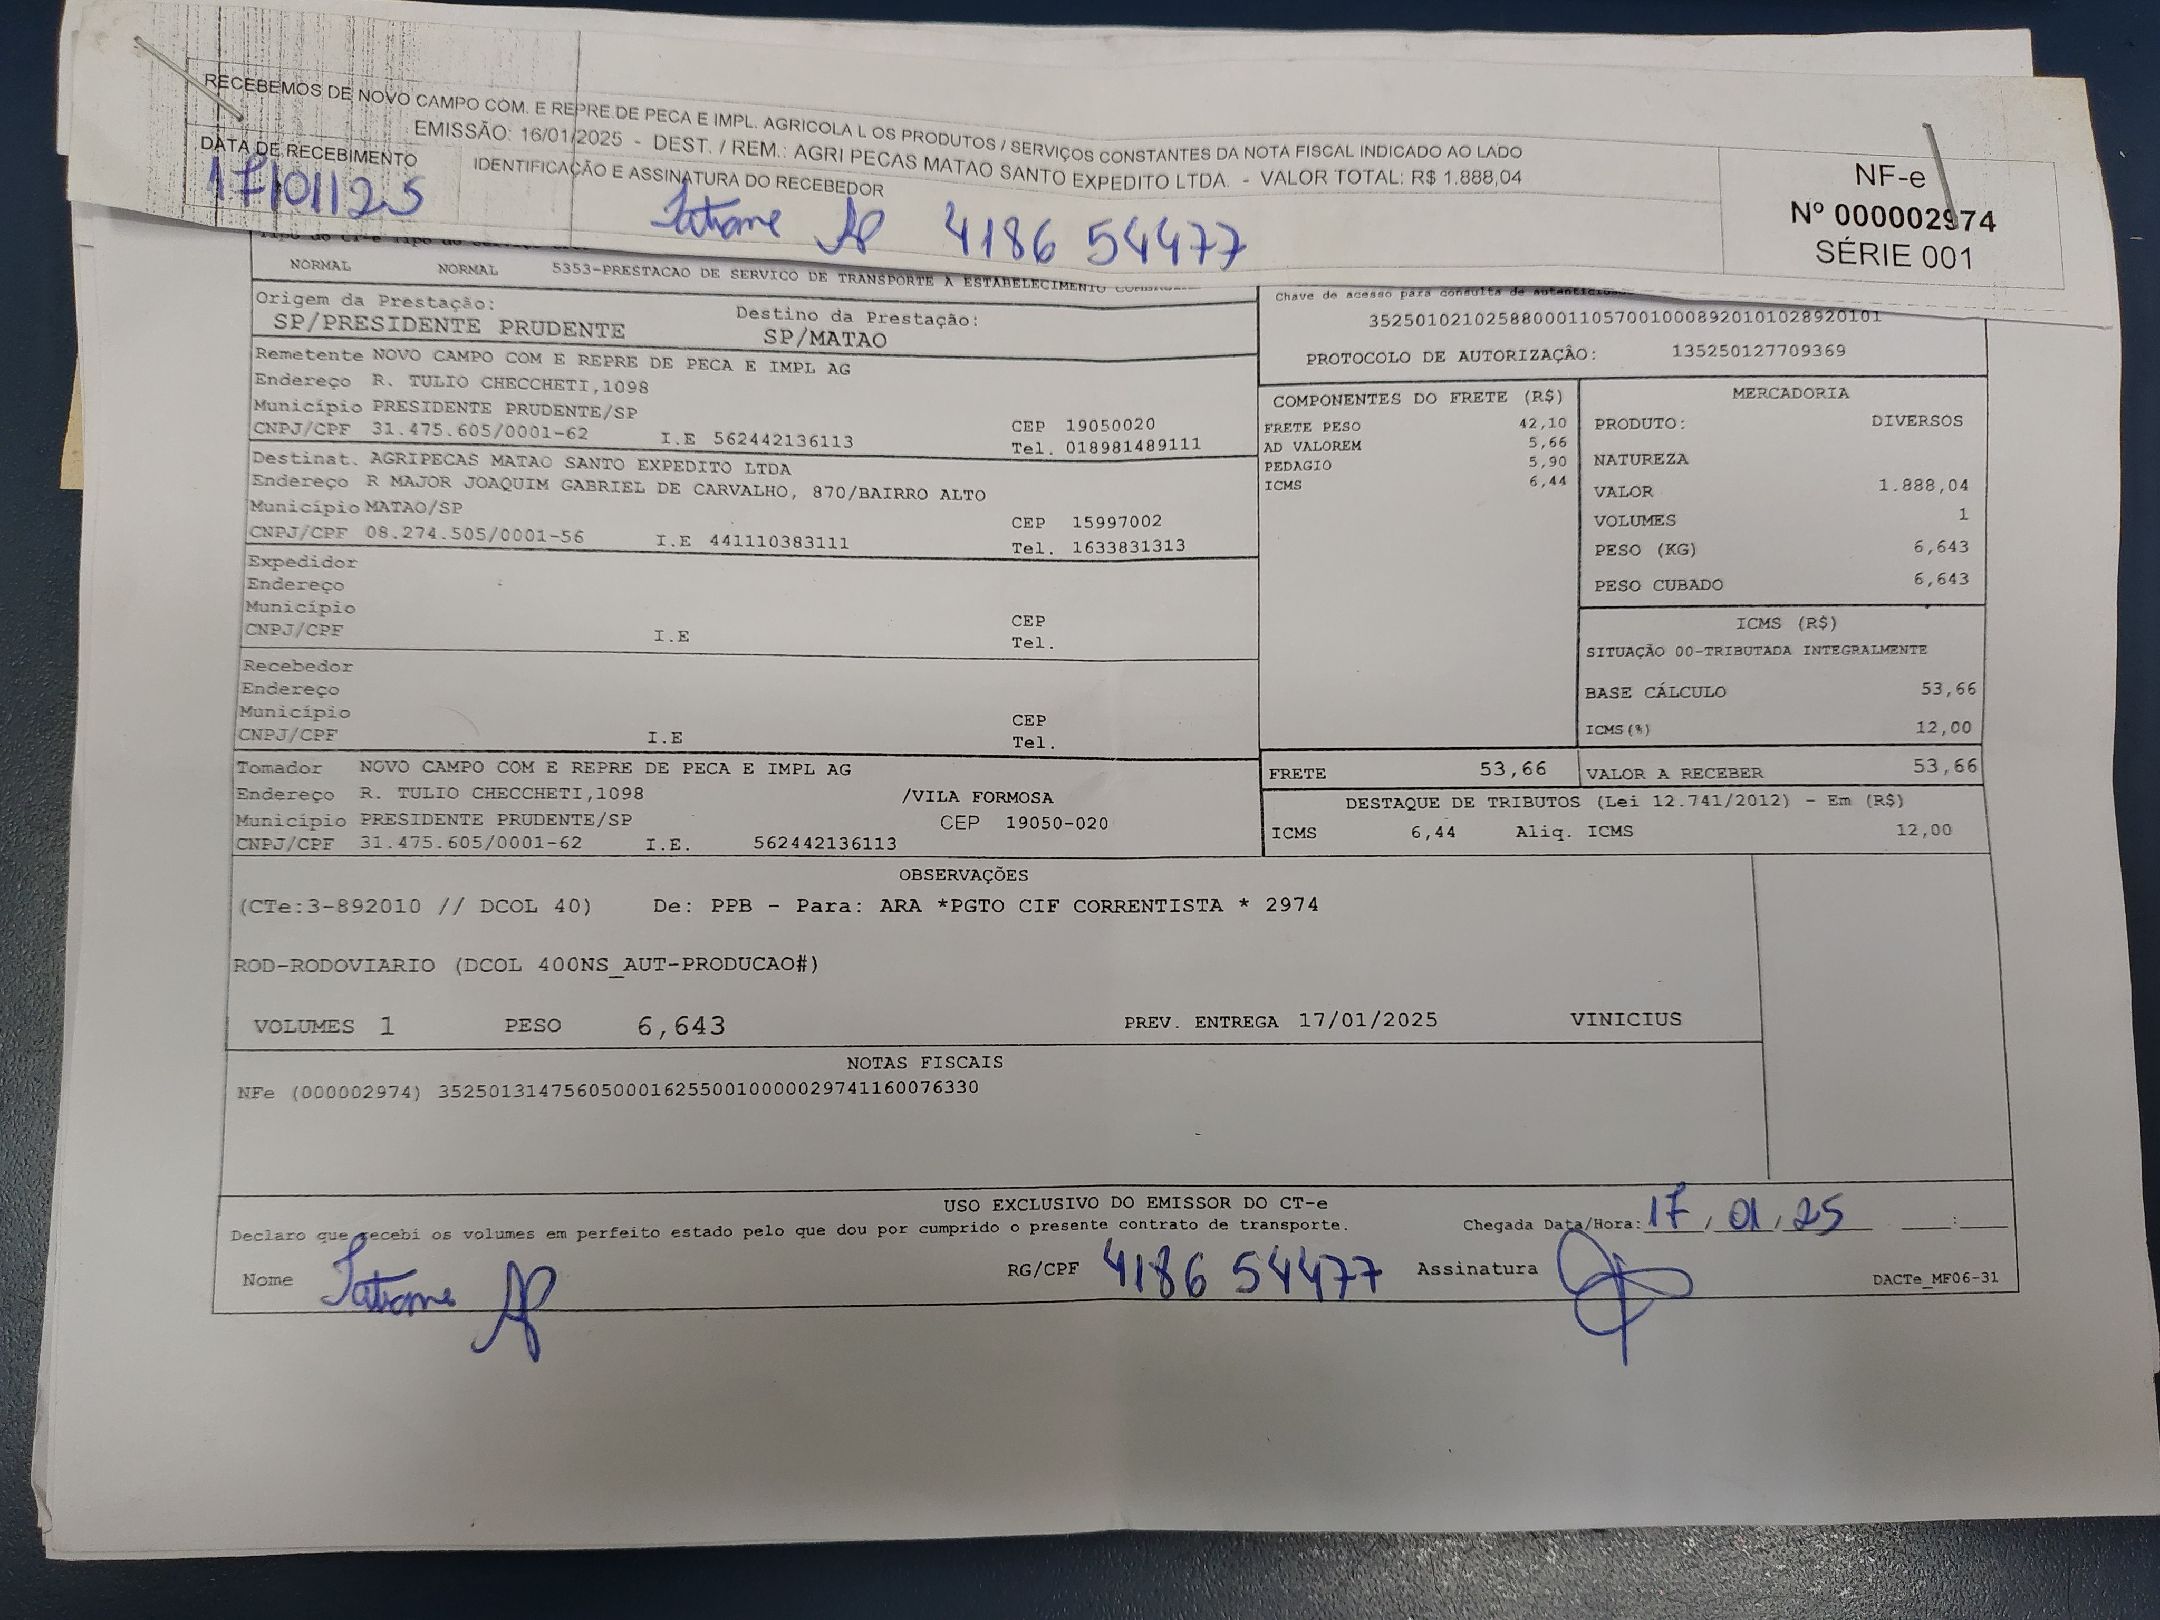 RECEBEMOS DE NOVO CAMPO COM. E REPRE.DE PECA E IMPL. AGRICOLA L OS PRODUTOS / SERVIÇOS CONSTANTES DA NOTA FISCAL INDICADO AO LADO
EMISSÃO: 16/01/2025 - DEST. / REM.: AGRI PECAS MATAO SANTO EXPEDITO LTDA. - VALOR TOTAL: R$ 1.888,04
DATA DE RECEBIMENTO IDENTIFICAÇÃO E ASSINATURA DO RECEBEDOR
17/01/25 Tatiane Ap 4186 54477
NF-e
Nº 000002974
SÉRIE 001
NORMAL NORMAL 5353-PRESTACAO DE SERVICO DE TRANSPORTE A ESTABELECIMENTO
Origem da Prestação: Destino da Prestação:
SP/PRESIDENTE PRUDENTE SP/MATAO
Chave de acesso para consulta de
35250102102588000110570010008920101028920101
PROTOCOLO DE AUTORIZAÇÃO: 135250127709369
Remetente NOVO CAMPO COM E REPRE DE PECA E IMPL AG
Endereço R. TULIO CHECCHETI,1098
Município PRESIDENTE PRUDENTE/SP CEP 19050020
CNPJ/CPF 31.475.605/0001-62 I.E 562442136113 Tel. 018981489111
Destinat. AGRIPECAS MATAO SANTO EXPEDITO LTDA
Endereço R MAJOR JOAQUIM GABRIEL DE CARVALHO, 870/BAIRRO ALTO
Município MATAO/SP CEP 15997002
CNPJ/CPF 08.274.505/0001-56 I.E 441110383111 Tel. 1633831313
Expedidor
Endereço
Município CEP
CNPJ/CPF I.E Tel.
Recebedor
Endereço
Município CEP
CNPJ/CPF I.E Tel.
Tomador NOVO CAMPO COM E REPRE DE PECA E IMPL AG
Endereço R. TULIO CHECCHETI,1098 /VILA FORMOSA
Município PRESIDENTE PRUDENTE/SP CEP 19050-020
CNPJ/CPF 31.475.605/0001-62 I.E. 562442136113
COMPONENTES DO FRETE (R$)
FRETE PESO 42,10
AD VALOREM 5,66
PEDAGIO 5,90
ICMS 6,44
MERCADORIA
PRODUTO: DIVERSOS
NATUREZA
VALOR 1.888,04
VOLUMES 1
PESO (KG) 6,643
PESO CUBADO 6,643
ICMS (R$)
SITUAÇÃO 00-TRIBUTADA INTEGRALMENTE
BASE CÁLCULO 53,66
ICMS(%) 12,00
FRETE 53,66 VALOR A RECEBER 53,66
DESTAQUE DE TRIBUTOS (Lei 12.741/2012) - Em (R$)
ICMS 6,44 Aliq. ICMS 12,00
OBSERVAÇÕES
(CTe:3-892010 // DCOL 40) De: PPB - Para: ARA *PGTO CIF CORRENTISTA * 2974
ROD-RODOVIARIO (DCOL 400NS_AUT-PRODUCAO#)
VOLUMES 1 PESO 6,643 PREV. ENTREGA 17/01/2025 VINICIUS
NOTAS FISCAIS
NFe (000002974) 35250131475605000162550010000029741160076330
USO EXCLUSIVO DO EMISSOR DO CT-e
Declaro que recebi os volumes em perfeito estado pelo que dou por cumprido o presente contrato de transporte. Chegada Data/Hora: 17/01/25 __:__
Nome Tatiane Ap RG/CPF 4186 54477 Assinatura
DACTe_MF06-31